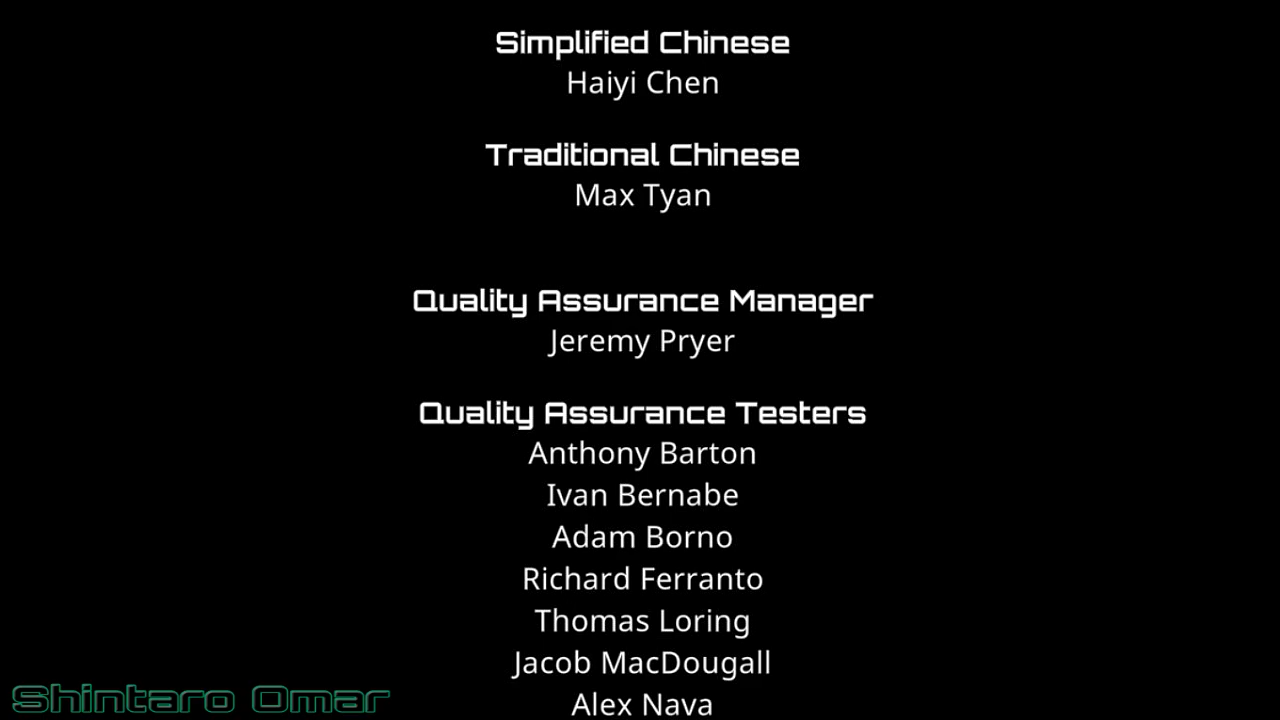 Simplified Chinese
Haiyi Chen
Traditional Chinese
Max Tyan
Quality Assurance Manager
Jeremy Pryer
Quality Assurance Testers
Anthony Barton
Ivan Bernabe
Adam Borno
Richard Ferranto
Thomas Loring
Jacob MacDougall
Alex Nava
Shintaro Omar